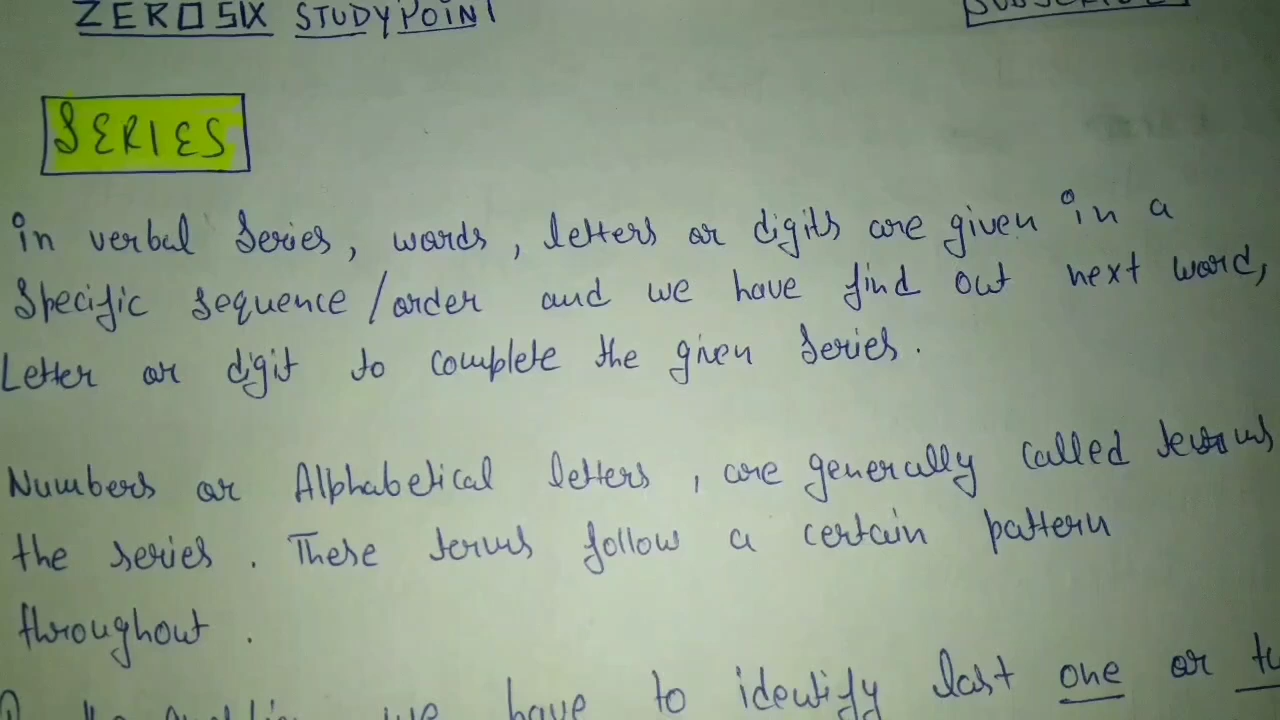 ZERO SIX STUDY POINT
SERIES
in verbal series, words, letters or digits are given in a
specific sequence/order and we have find out next word,
Letter or digit to complete the given series.
Numbers or Alphabetical letters, are generally called terms
the series. These terms follow a certain pattern
throughout.
we have to identify last one or